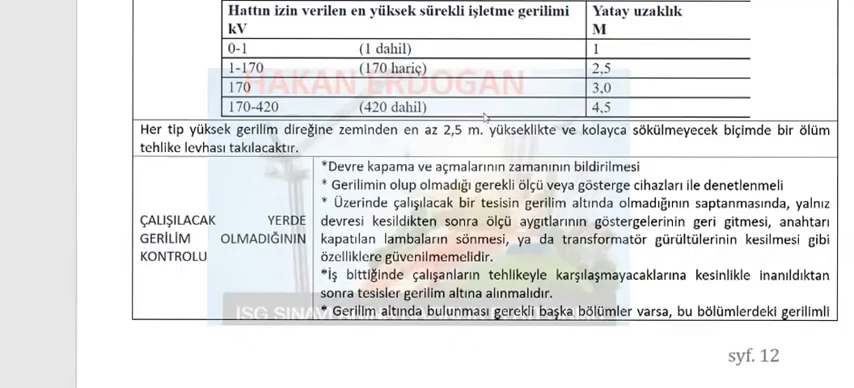 Hattın izin verilen en yüksek sürekli işletme gerilimi Yatay uzaklık
kV M
0-1 (1 dahil) 1
1-170 (170 hariç) 2,5
170 3,0
170-420 (420 dahil) 4,5
HAKAN ERDOGAN
Her tip yüksek gerilim direğine zeminden en az 2,5 m. yükseklikte ve kolayca sökülmeyecek biçimde bir ölüm
tehlike levhası takılacaktır.
ÇALIŞILACAK YERDE
GERİLİM OLMADIĞININ
KONTROLU
*Devre kapama ve açmalarının zamanının bildirilmesi
* Gerilimin olup olmadığı gerekli ölçü veya gösterge cihazları ile denetlenmeli
* Üzerinde çalışılacak bir tesisin gerilim altında olmadığının saptanmasında, yalnız
devresi kesildikten sonra ölçü aygıtlarının göstergelerinin geri gitmesi, anahtarı
kapatılan lambaların sönmesi, ya da transformatör gürültülerinin kesilmesi gibi
özelliklere güvenilmemelidir.
*İş bittiğinde çalışanların tehlikeyle karşılaşmayacaklarına kesinlikle inanıldıktan
sonra tesisler gerilim altına alınmalıdır.
* Gerilim altında bulunması gerekli başka bölümler varsa, bu bölümlerdeki gerilimli
İSG SINAV
syf. 12